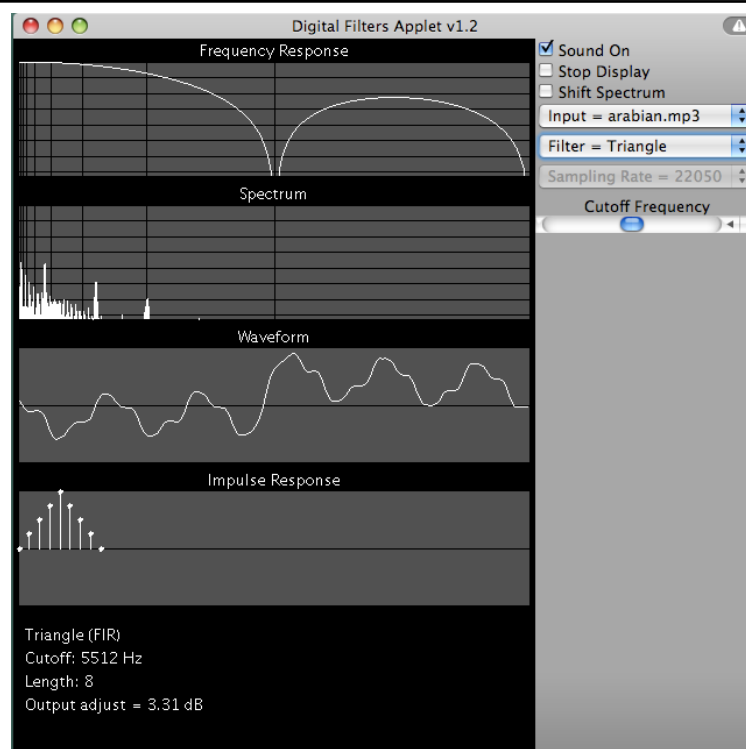 Digital Filters Applet v1.2
Frequency Response
Sound On
Stop Display
Shift Spectrum
Input = arabian.mp3
Filter = Triangle
Sampling Rate = 22050
Cutoff Frequency
Spectrum
Waveform
Impulse Response
Triangle (FIR)
Cutoff: 5512 Hz
Length: 8
Output adjust = 3.31 dB